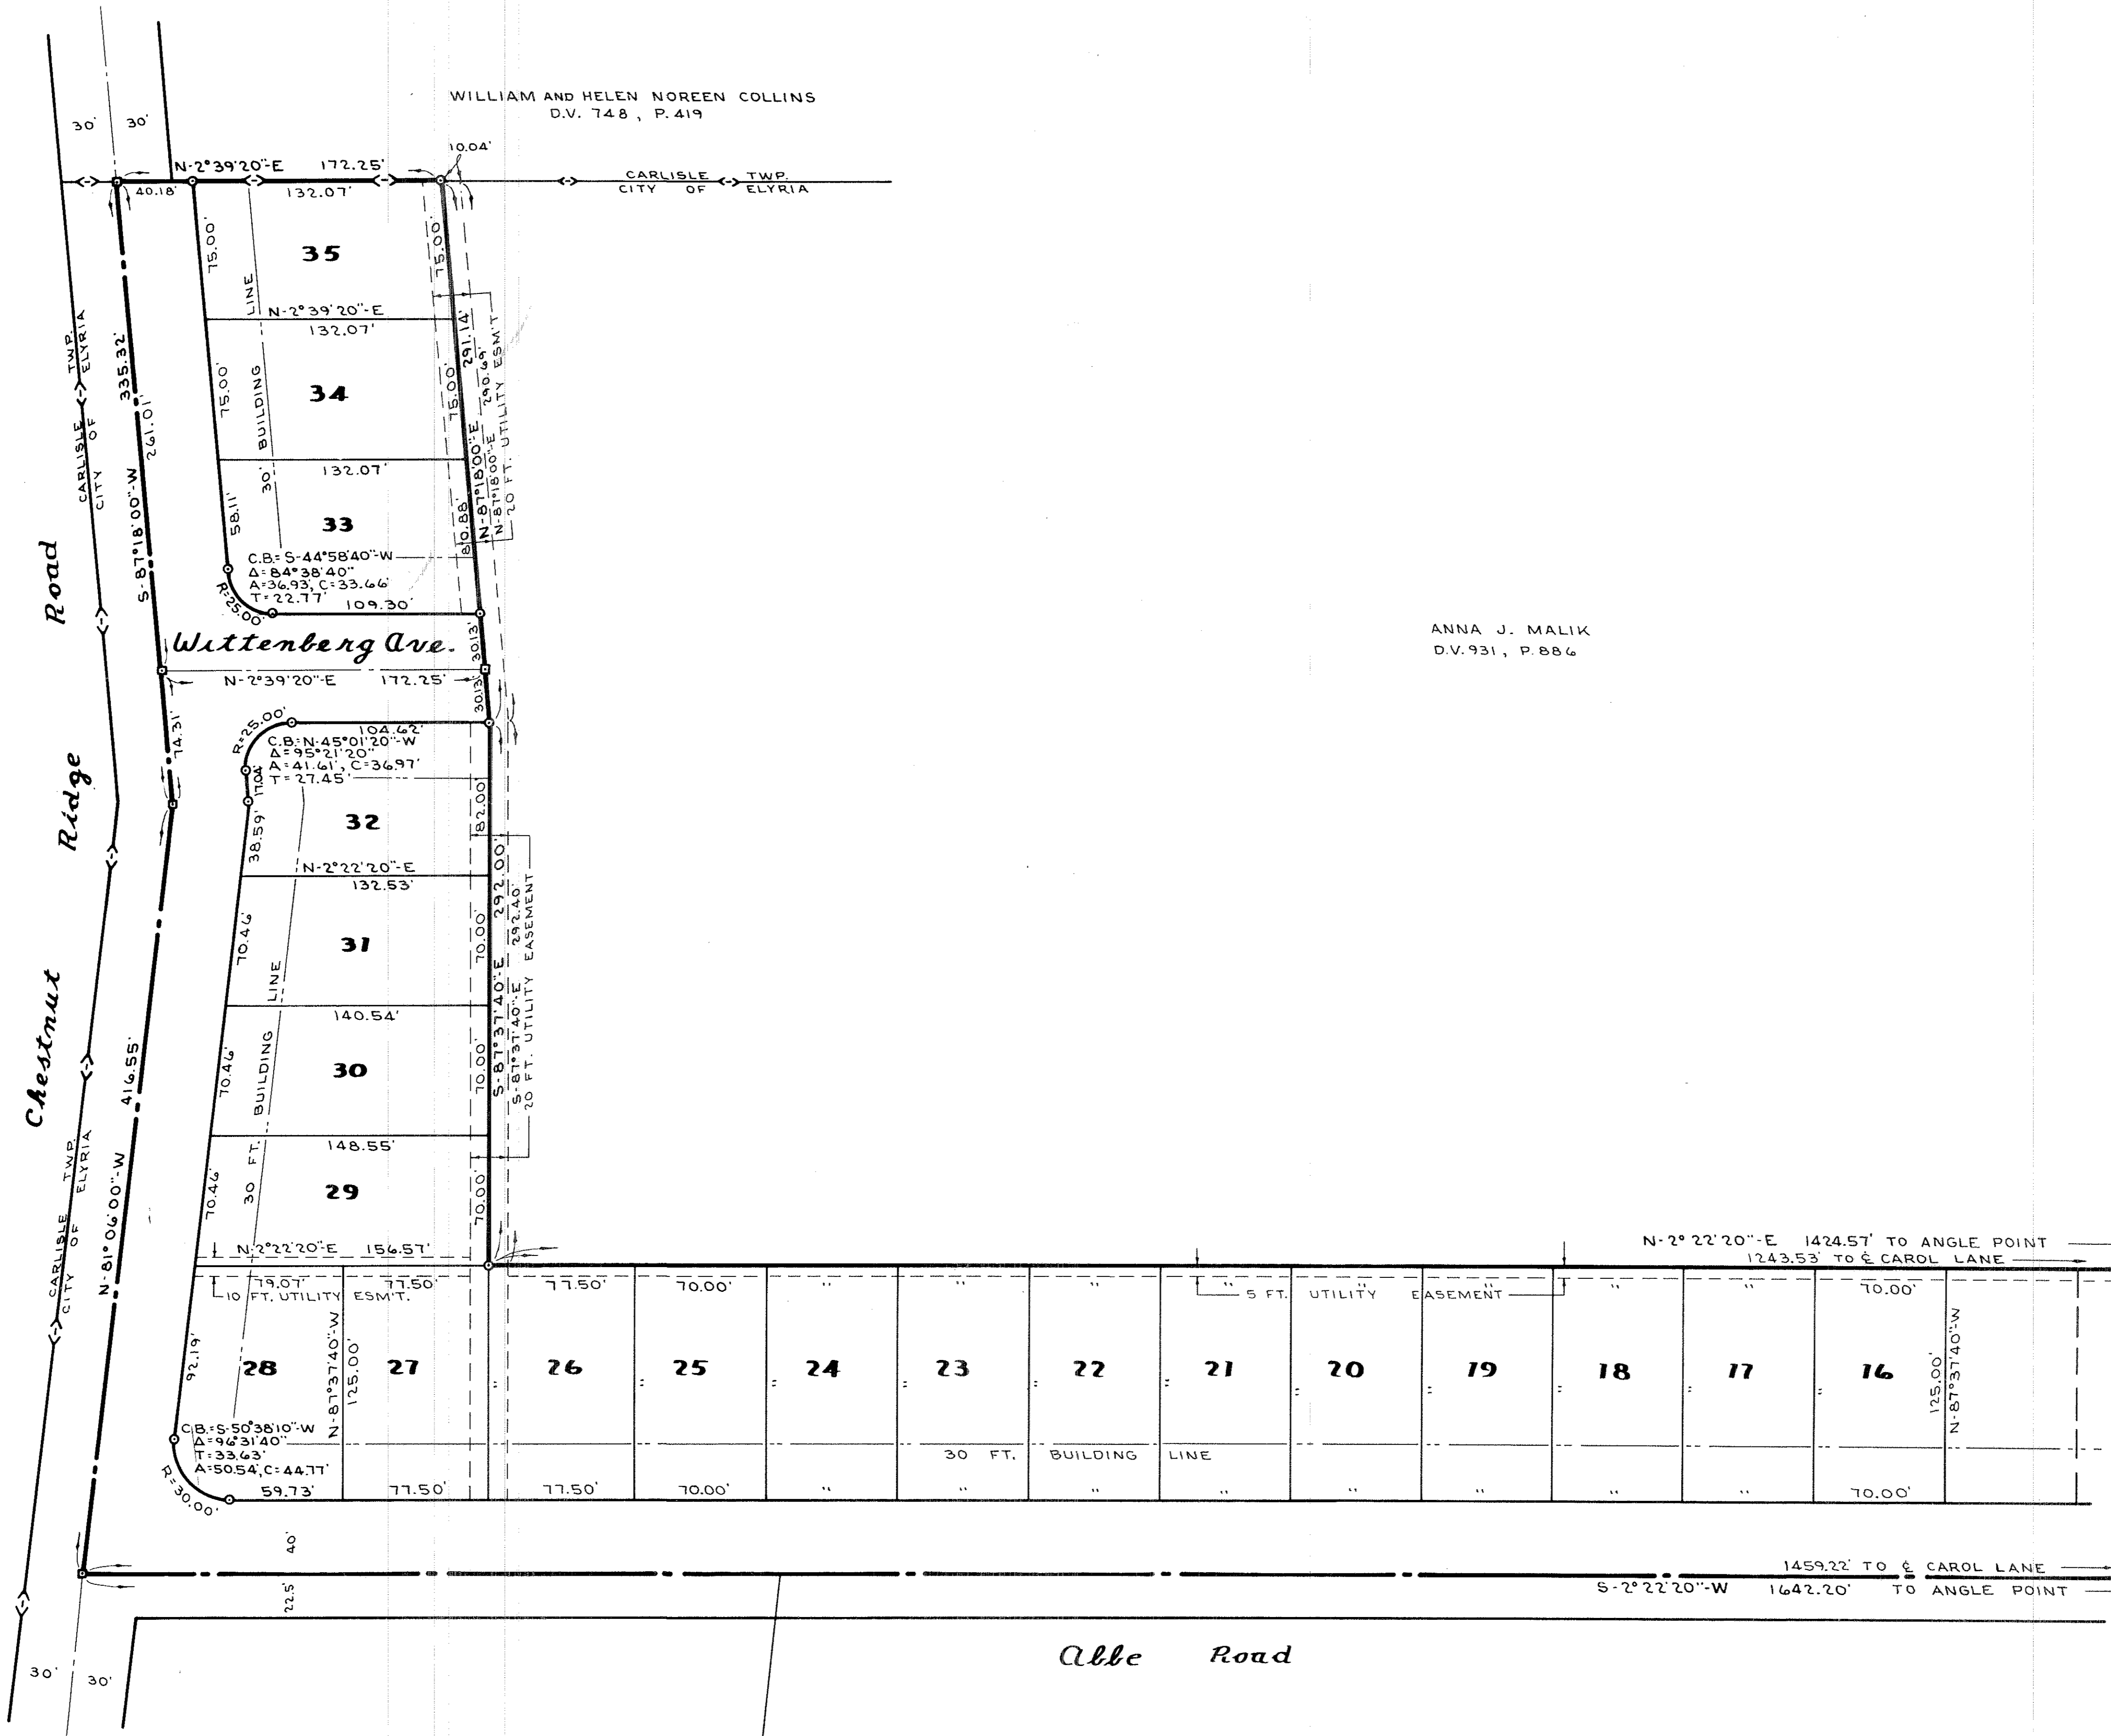 WILLIAM AND HELEN NOREEN COLLINS
D.V. 748 , P. 419
30'
30'
10.04'
N-2°39'20"-E 172.25'
40.18'
132.07'
CARLISLE TWP.
CITY OF ELYRIA
75.00'
35
75.00'
LINE
N-2°39'20"-E
132.07'
CARLISLE TWP.
CITY OF ELYRIA
335.32'
261.01'
S-87°18'00"-W
75.00'
BUILDING
30'
34
75.00'
291.14'
N-87°18'00"-E
290.69'
N-87°18'00"-E
20 FT. UTILITY ESM'T
132.07'
58.11'
33
80.88'
C.B.= S-44°58'40"-W
Δ=84°38'40"
A=36.93', C=33.66'
T=22.77'
R=25.00'
109.30'
Wittenberg Ave.
30.13'
N-2°39'20"-E 172.25'
30.13'
74.31'
R=25.00'
104.62'
C.B.=N-45°01'20"-W
Δ=95°21'20"
A=41.61', C=36.97'
T=27.45'
17.04'
38.59'
32
82.00'
N-2°22'20"-E
132.53'
292.00'
S-87°37'40"-E
292.40'
S-87°37'40"-E
20 FT. UTILITY EASEMENT
70.46'
31
70.00'
LINE
BUILDING
30 FT.
140.54'
70.46'
30
70.00'
148.55'
70.46'
29
70.00'
Chestnut Ridge Road
416.55'
N-81°06'00"-W
CARLISLE TWP.
CITY OF ELYRIA
ANNA J. MALIK
D.V. 931 , P. 886
N-2°22'20"-E 156.57'
N-2°22'20"-E 1424.57' TO ANGLE POINT
1243.53' TO ℄ CAROL LANE
79.07' 77.50' 77.50' 70.00' " " " " " " " " 70.00'
10 FT. UTILITY ESM'T.
5 FT. UTILITY EASEMENT
92.19'
28
N-87°37'40"-W
125.00'
27
26
25
24
23
22
21
20
19
18
17
16
" " " " " " " " " " "
125.00'
N-87°37'40"-W
C.B.=S-50°38'10"-W
Δ=96°31'40"
T=33.63'
A=50.54', C=44.77'
R=30.00'
30 FT. BUILDING LINE
59.73' 77.50' 77.50' 70.00' " " " " " " " " 70.00'
40'
22.5'
1459.22' TO ℄ CAROL LANE
S-2°22'20"-W 1642.20' TO ANGLE POINT
Abbe Road
30'
30'